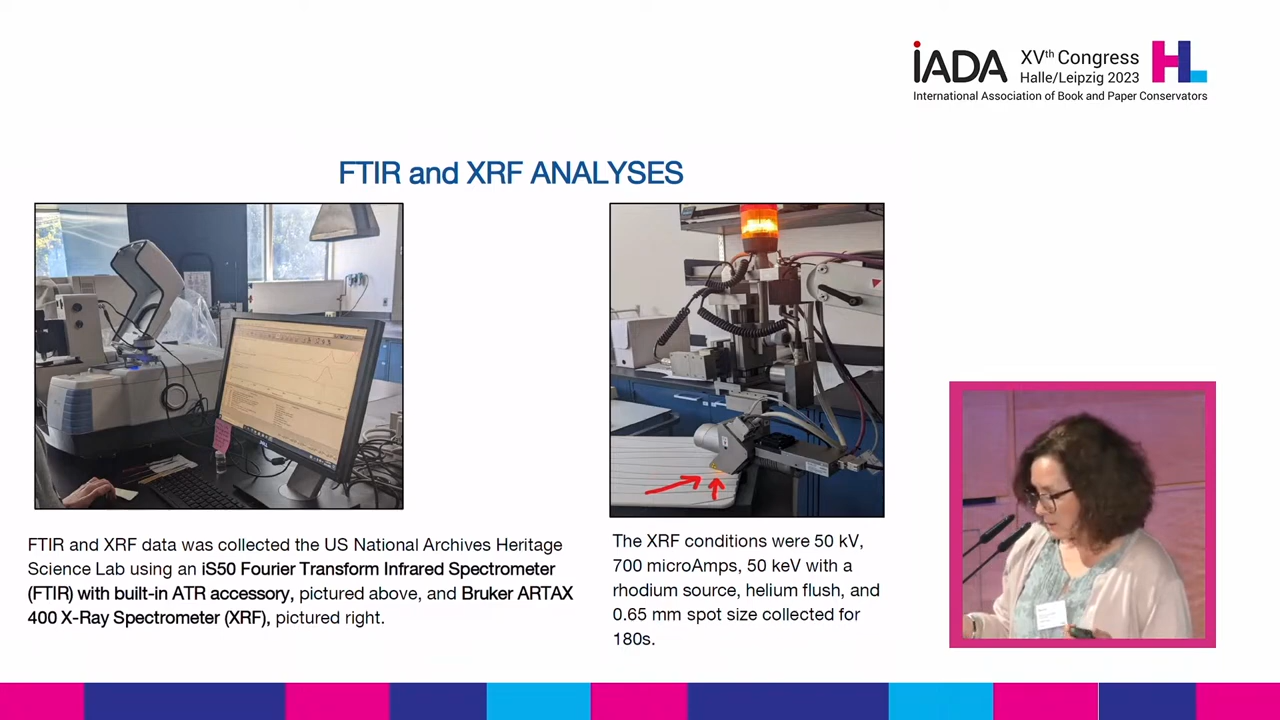 iADA
XVth Congress
Halle/Leipzig 2023
HL
International Association of Book and Paper Conservators
FTIR and XRF ANALYSES
FTIR and XRF data was collected the US National Archives Heritage
Science Lab using an iS50 Fourier Transform Infrared Spectrometer
(FTIR) with built-in ATR accessory, pictured above, and Bruker ARTAX
400 X-Ray Spectrometer (XRF), pictured right.
The XRF conditions were 50 kV,
700 microAmps, 50 keV with a
rhodium source, helium flush, and
0.65 mm spot size collected for
180s.